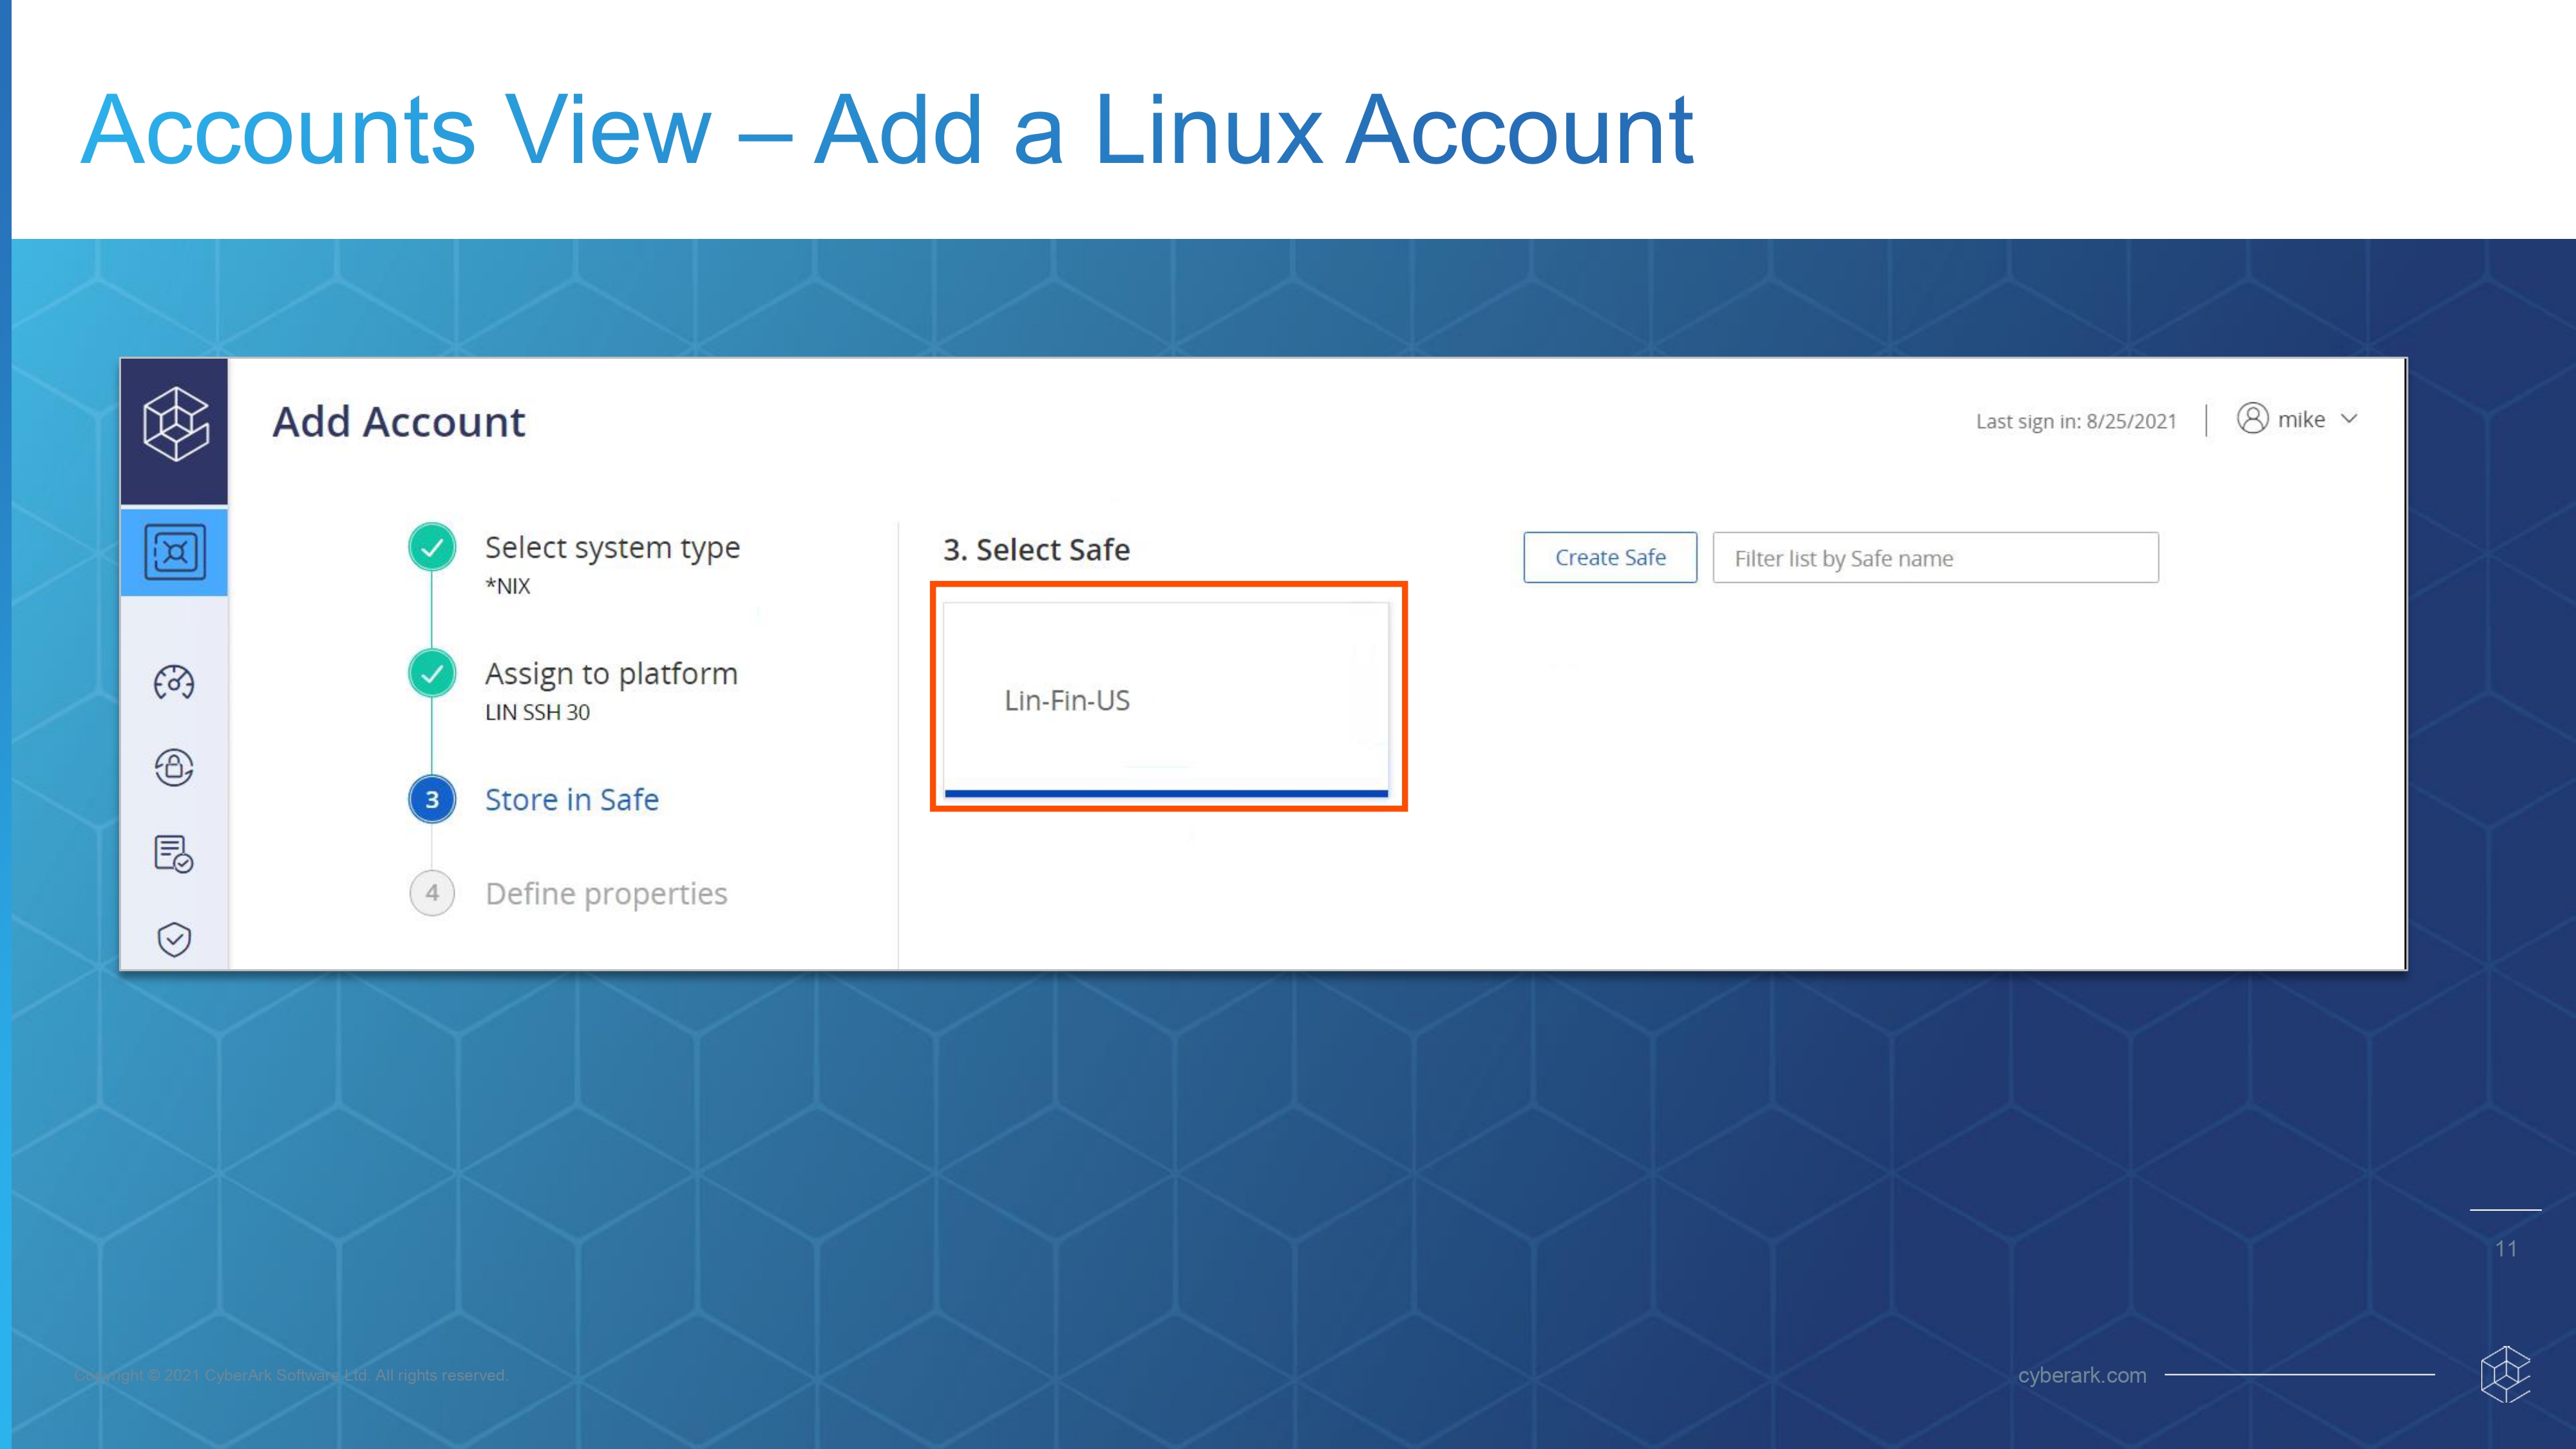 Accounts View – Add a Linux Account
Add Account
Last sign in: 8/25/2021
mike
Select system type
*NIX
Assign to platform
LIN SSH 30
3
Store in Safe
4
Define properties
3. Select Safe
Create Safe
Filter list by Safe name
Lin-Fin-US
11
Copyright © 2021 CyberArk Software Ltd. All rights reserved.
cyberark.com